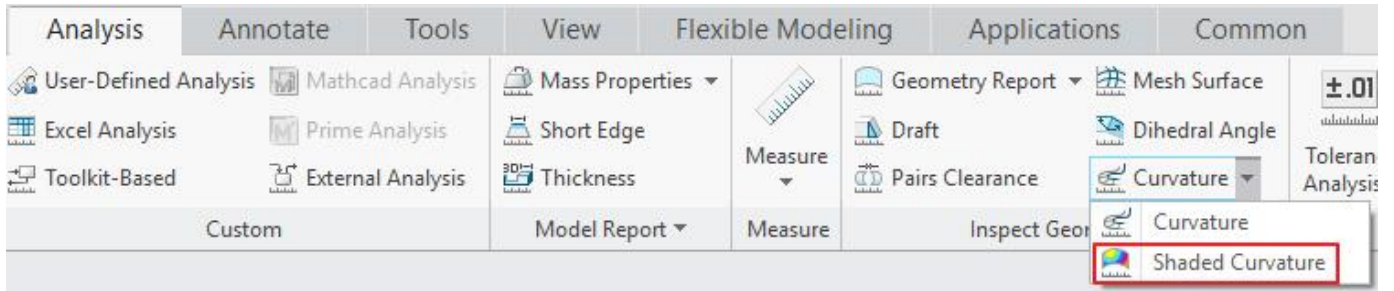 Analysis Annotate Tools View Flexible Modeling Applications Common
User-Defined Analysis Mathcad Analysis Mass Properties Geometry Report Mesh Surface ±.01
Excel Analysis Prime Analysis Short Edge Draft Dihedral Angle
Toolkit-Based External Analysis 3D Thickness Measure Pairs Clearance Curvature Toleran
Analysis
Custom Model Report Measure Inspect Geor Curvature
Shaded Curvature